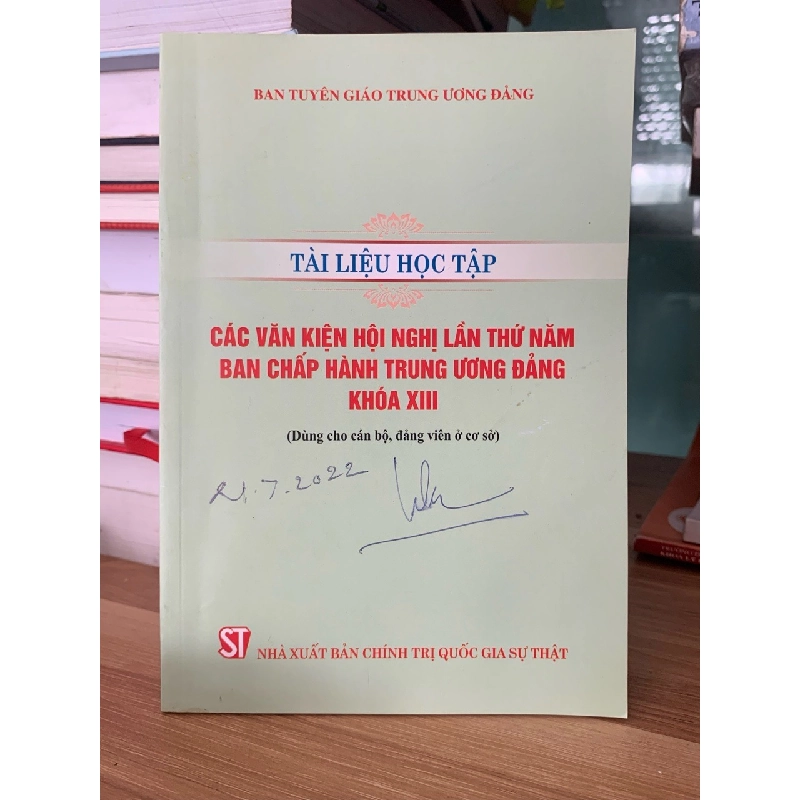 BAN TUYÊN GIÁO TRUNG ƯƠNG ĐẢNG
TÀI LIỆU HỌC TẬP
CÁC VĂN KIỆN HỘI NGHỊ LẦN THỨ NĂM
BAN CHẤP HÀNH TRUNG ƯƠNG ĐẢNG
KHÓA XIII
(Dùng cho cán bộ, đảng viên ở cơ sở)
21.7.2022
ST NHÀ XUẤT BẢN CHÍNH TRỊ QUỐC GIA SỰ THẬT